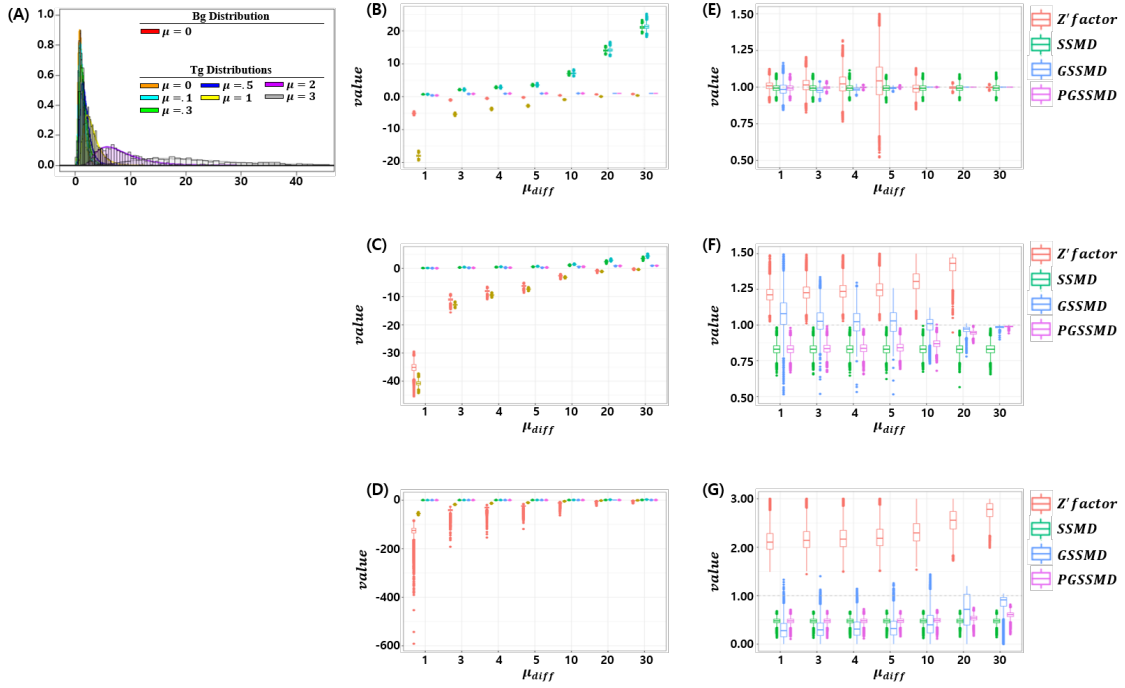 (A)
Bg Distribution
μ = 0
Tg Distributions
μ = 0
μ =. 5
μ = 2
μ =. 1
μ = 1
μ = 3
μ =. 3
1.0
0.8
0.6
0.4
0.2
0.0
0 10 20 30 40
(B)
value
20
10
0.0
-10
-20
1 3 4 5 10 20 30
μdiff
(E)
value
1.50
1.25
1.00
0.75
0.50
1 3 4 5 10 20 30
μdiff
Z′factor
SSMD
GSSMD
PGSSMD
(C)
value
0
-10
-20
-30
-40
1 3 4 5 10 20 30
μdiff
(F)
value
1.50
1.25
1.00
0.75
0.50
1 3 4 5 10 20 30
μdiff
Z′factor
SSMD
GSSMD
PGSSMD
(D)
value
0
-200
-400
-600
1 3 4 5 10 20 30
μdiff
(G)
value
3.00
2.00
1.00
0.00
1 3 4 5 10 20 30
μdiff
Z′factor
SSMD
GSSMD
PGSSMD